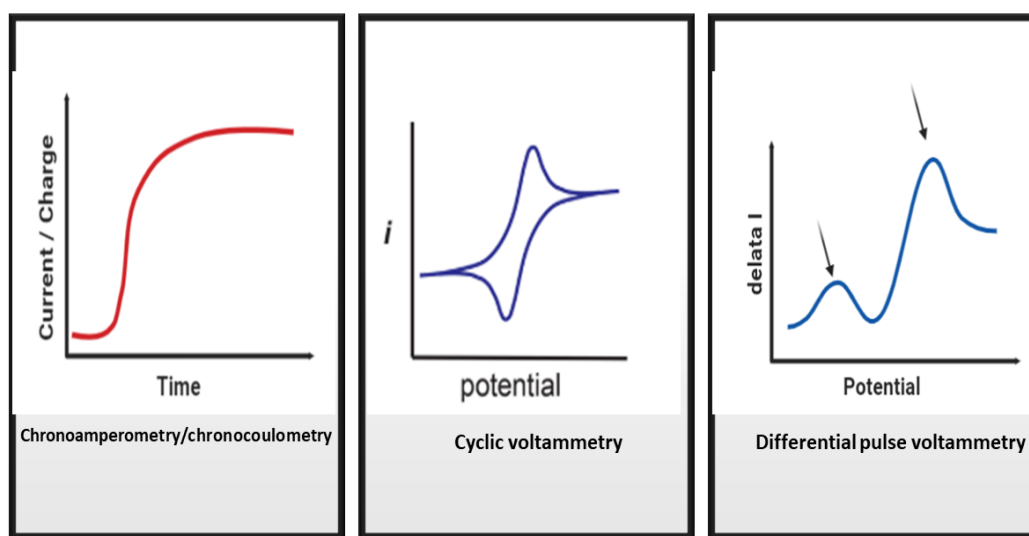 Current / Charge
Time
Chronoamperometry/chronocoulometry
i
potential
Cyclic voltammetry
delata I
Potential
Differential pulse voltammetry